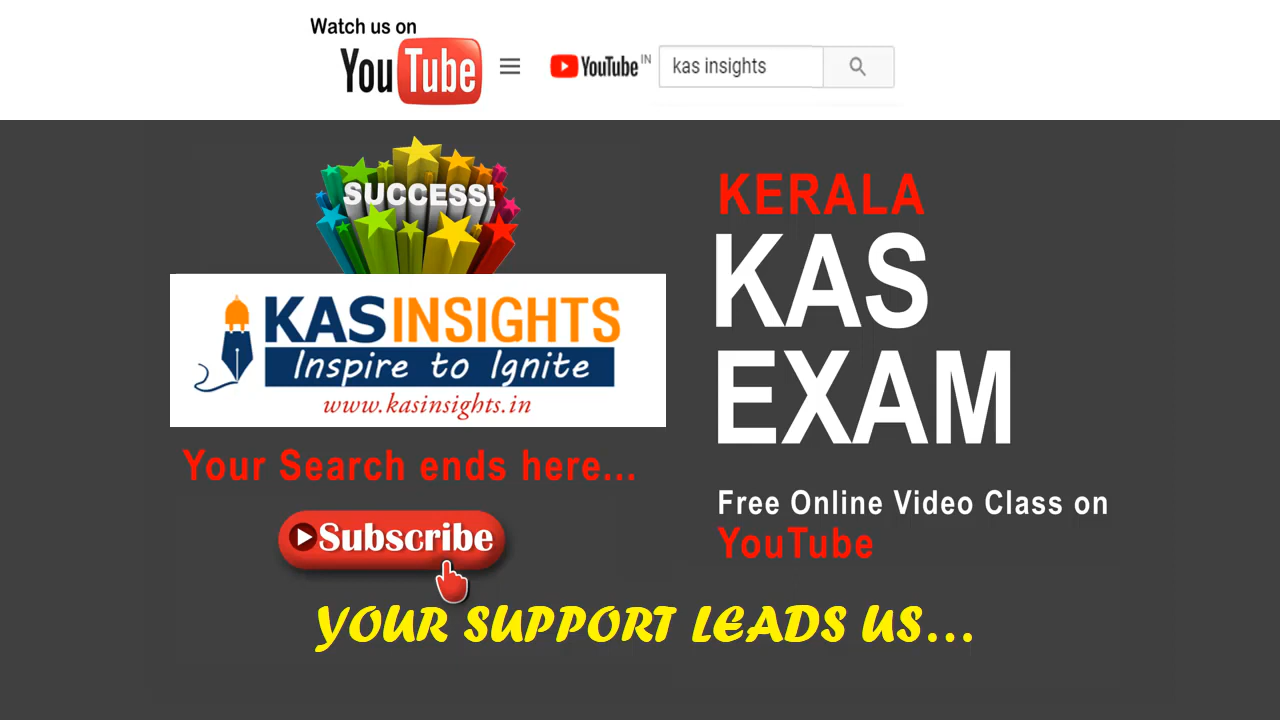 Watch us on
YouTube
YouTube IN
kas insights
SUCCESS!
KASINSIGHTS
Inspire to Ignite
www.kasinsights.in
Your Search ends here...
Subscribe
KERALA
KAS
EXAM
Free Online Video Class on
YouTube
YOUR SUPPORT LEADS US...